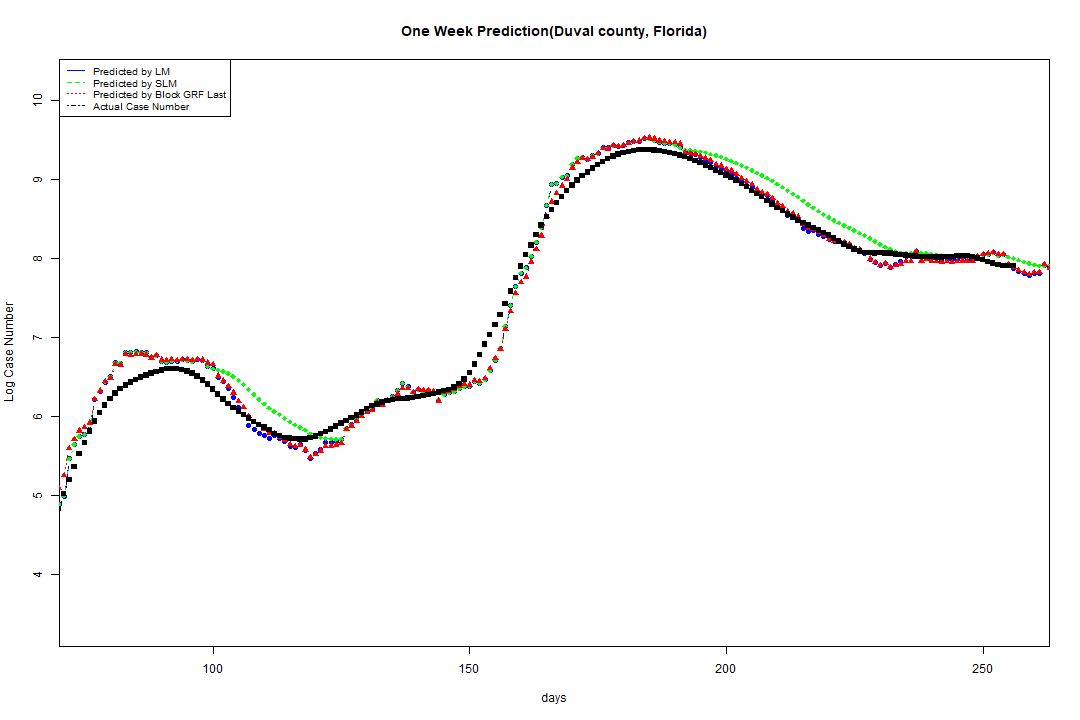 One Week Prediction(Duval county, Florida)
Predicted by LM
Predicted by SLM
Predicted by Block GRF Last
Actual Case Number
10
9
8
7
6
5
4
Log Case Number
100
150
200
250
days